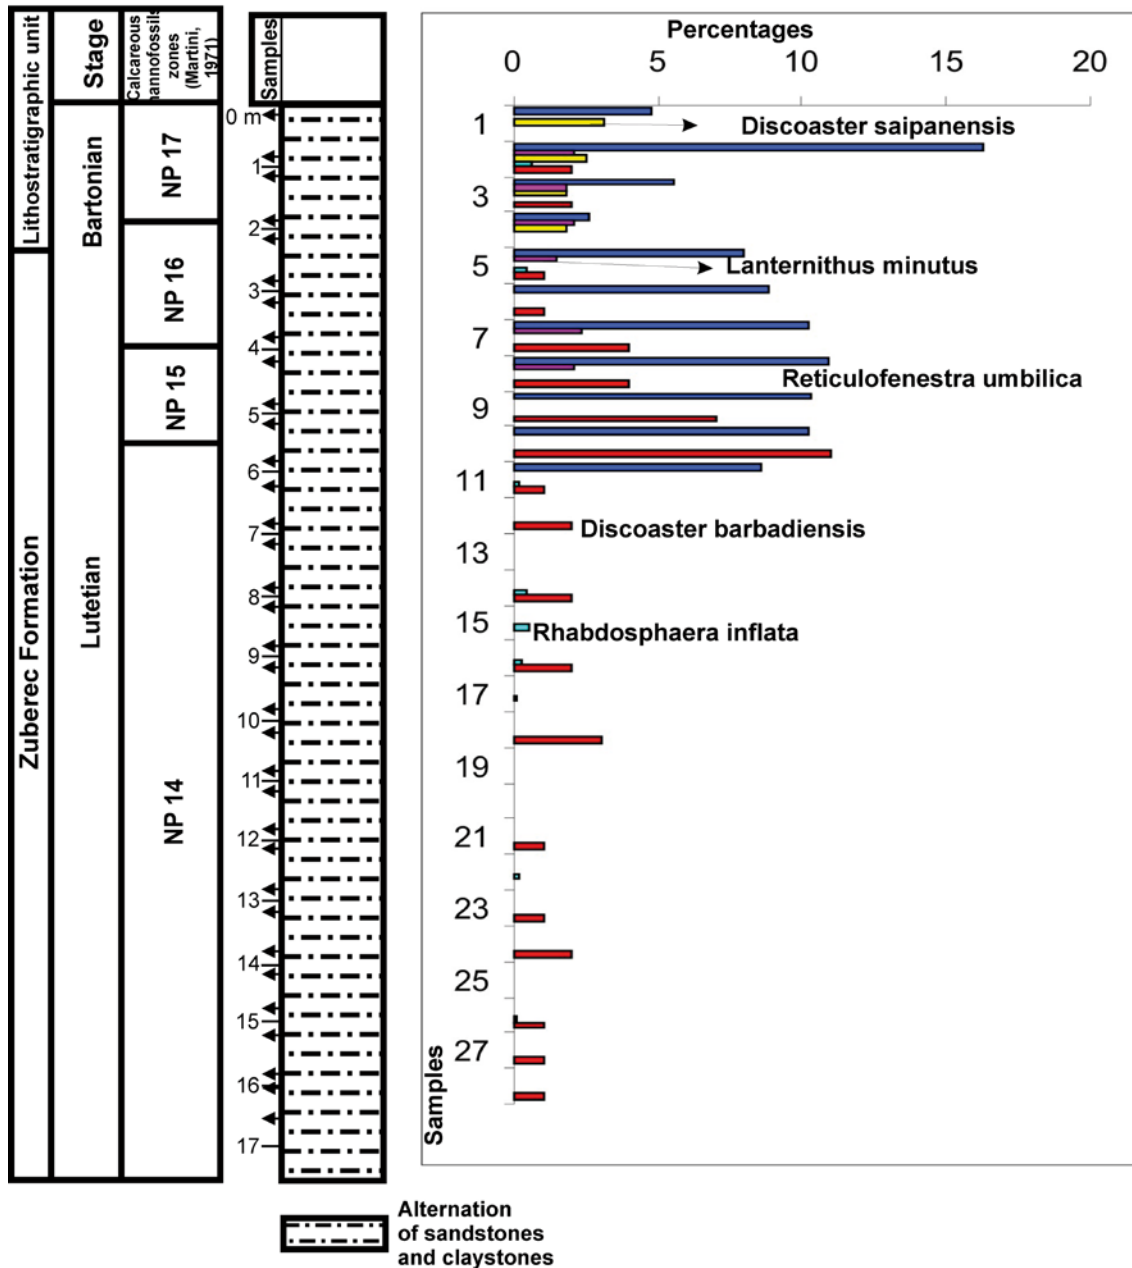 Lithostratigraphic unit
Stage
Calcareous
nannofossils
zones
(Martini,
1971)
Samples
Zuberec Formation
Bartonian
Lutetian
NP 17
NP 16
NP 15
NP 14
0 m
1
2
3
4
5
6
7
8
9
10
11
12
13
14
15
16
17
Percentages
0 5 10 15 20
1
3
5
7
9
11
13
15
17
19
21
23
25
27
Samples
Discoaster saipanensis
Lanternithus minutus
Reticulofenestra umbilica
Discoaster barbadiensis
Rhabdosphaera inflata
Alternation
of sandstones
and claystones